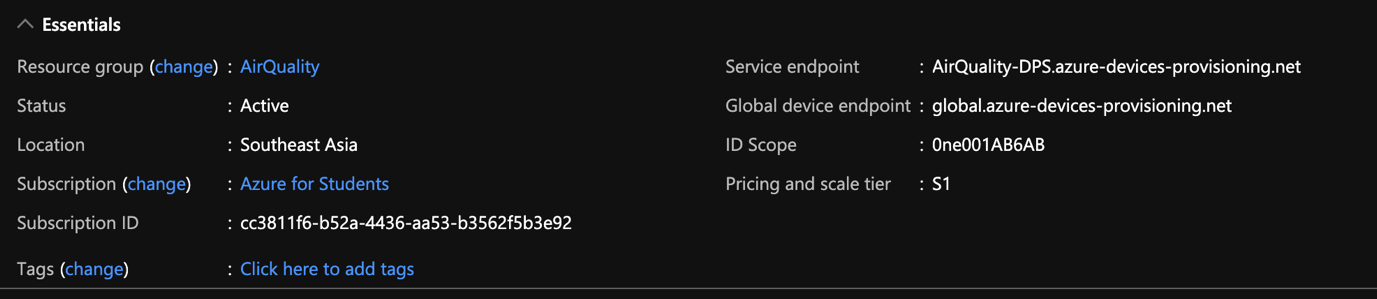 Essentials
Resource group (change) : AirQuality
Status : Active
Location : Southeast Asia
Subscription (change) : Azure for Students
Subscription ID : cc3811f6-b52a-4436-aa53-b3562f5b3e92
Tags (change) : Click here to add tags
Service endpoint : AirQuality-DPS.azure-devices-provisioning.net
Global device endpoint : global.azure-devices-provisioning.net
ID Scope : 0ne001AB6AB
Pricing and scale tier : S1